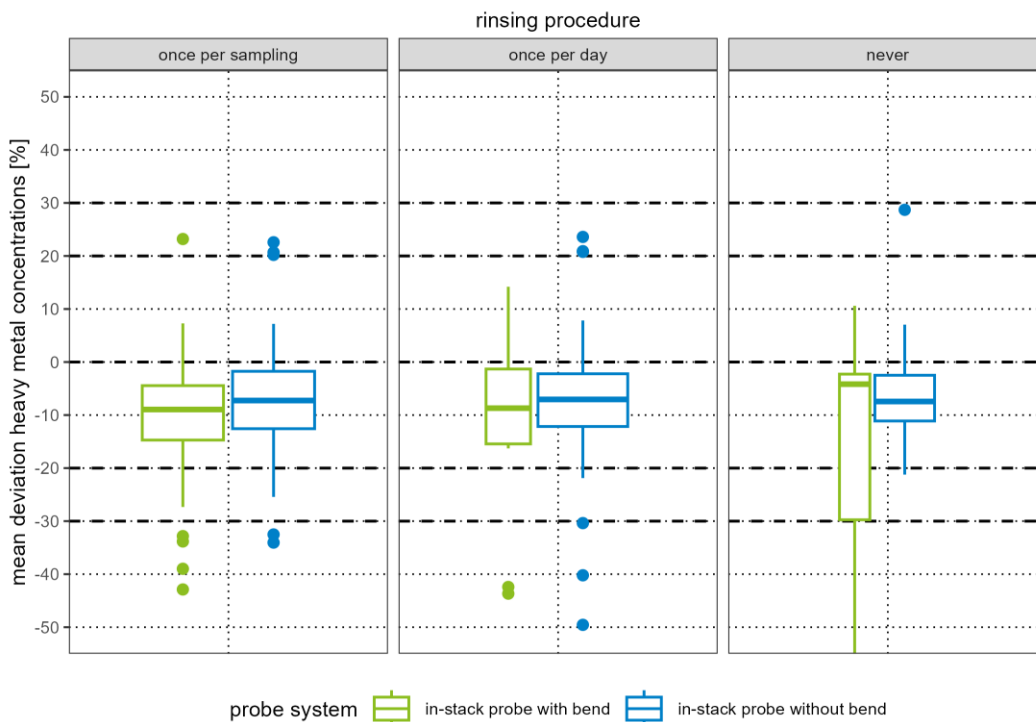 rinsing procedure
once per sampling once per day never
mean deviation heavy metal concentrations [%]
50
40
30
20
10
-0
-10
-20
-30
-40
-50
probe system in-stack probe with bend in-stack probe without bend